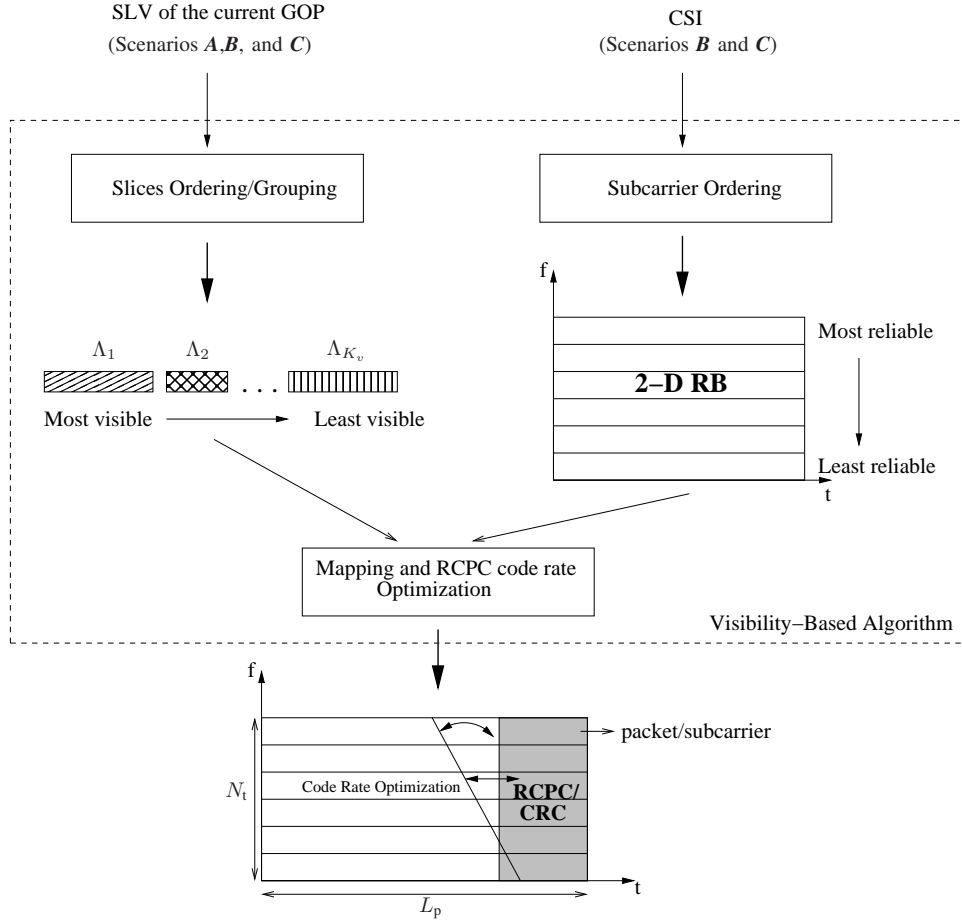 SLV of the current GOP
(Scenarios A,B, and C)
CSI
(Scenarios B and C)
Slices Ordering/Grouping
Subcarrier Ordering
f
Λ1
Λ2
ΛKv
. . .
Most visible
Least visible
2–D RB
Most reliable
Least reliable
t
Mapping and RCPC code rate
Optimization
Visibility–Based Algorithm
f
packet/subcarrier
Nt
Code Rate Optimization
RCPC/
CRC
t
Lp